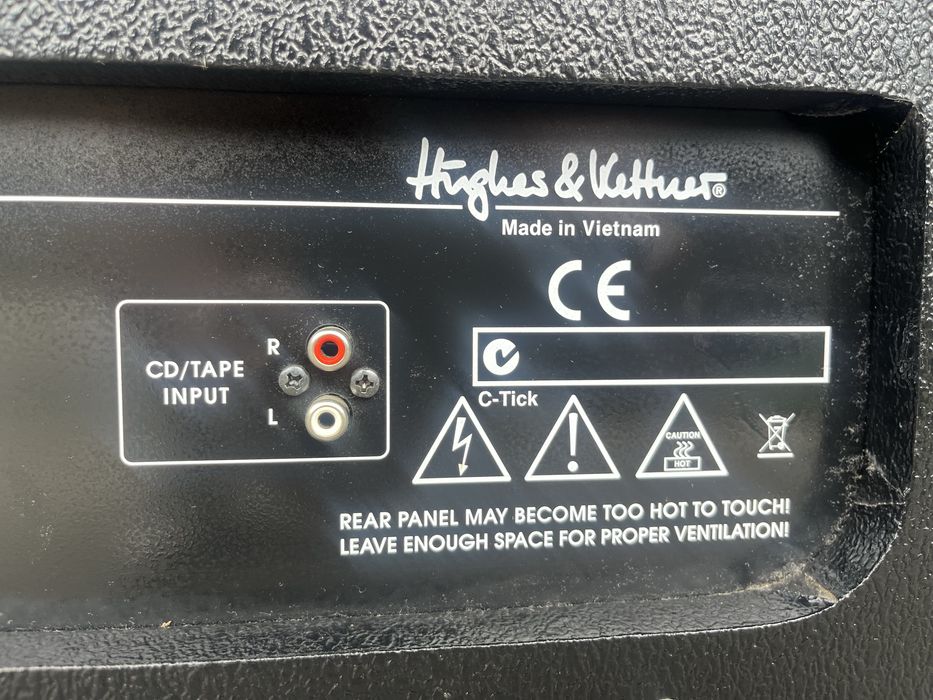 Hughes & Kettner®
Made in Vietnam
CE
CD/TAPE
INPUT
R
L
C-Tick
CAUTION
HOT
REAR PANEL MAY BECOME TOO HOT TO TOUCH!
LEAVE ENOUGH SPACE FOR PROPER VENTILATION!